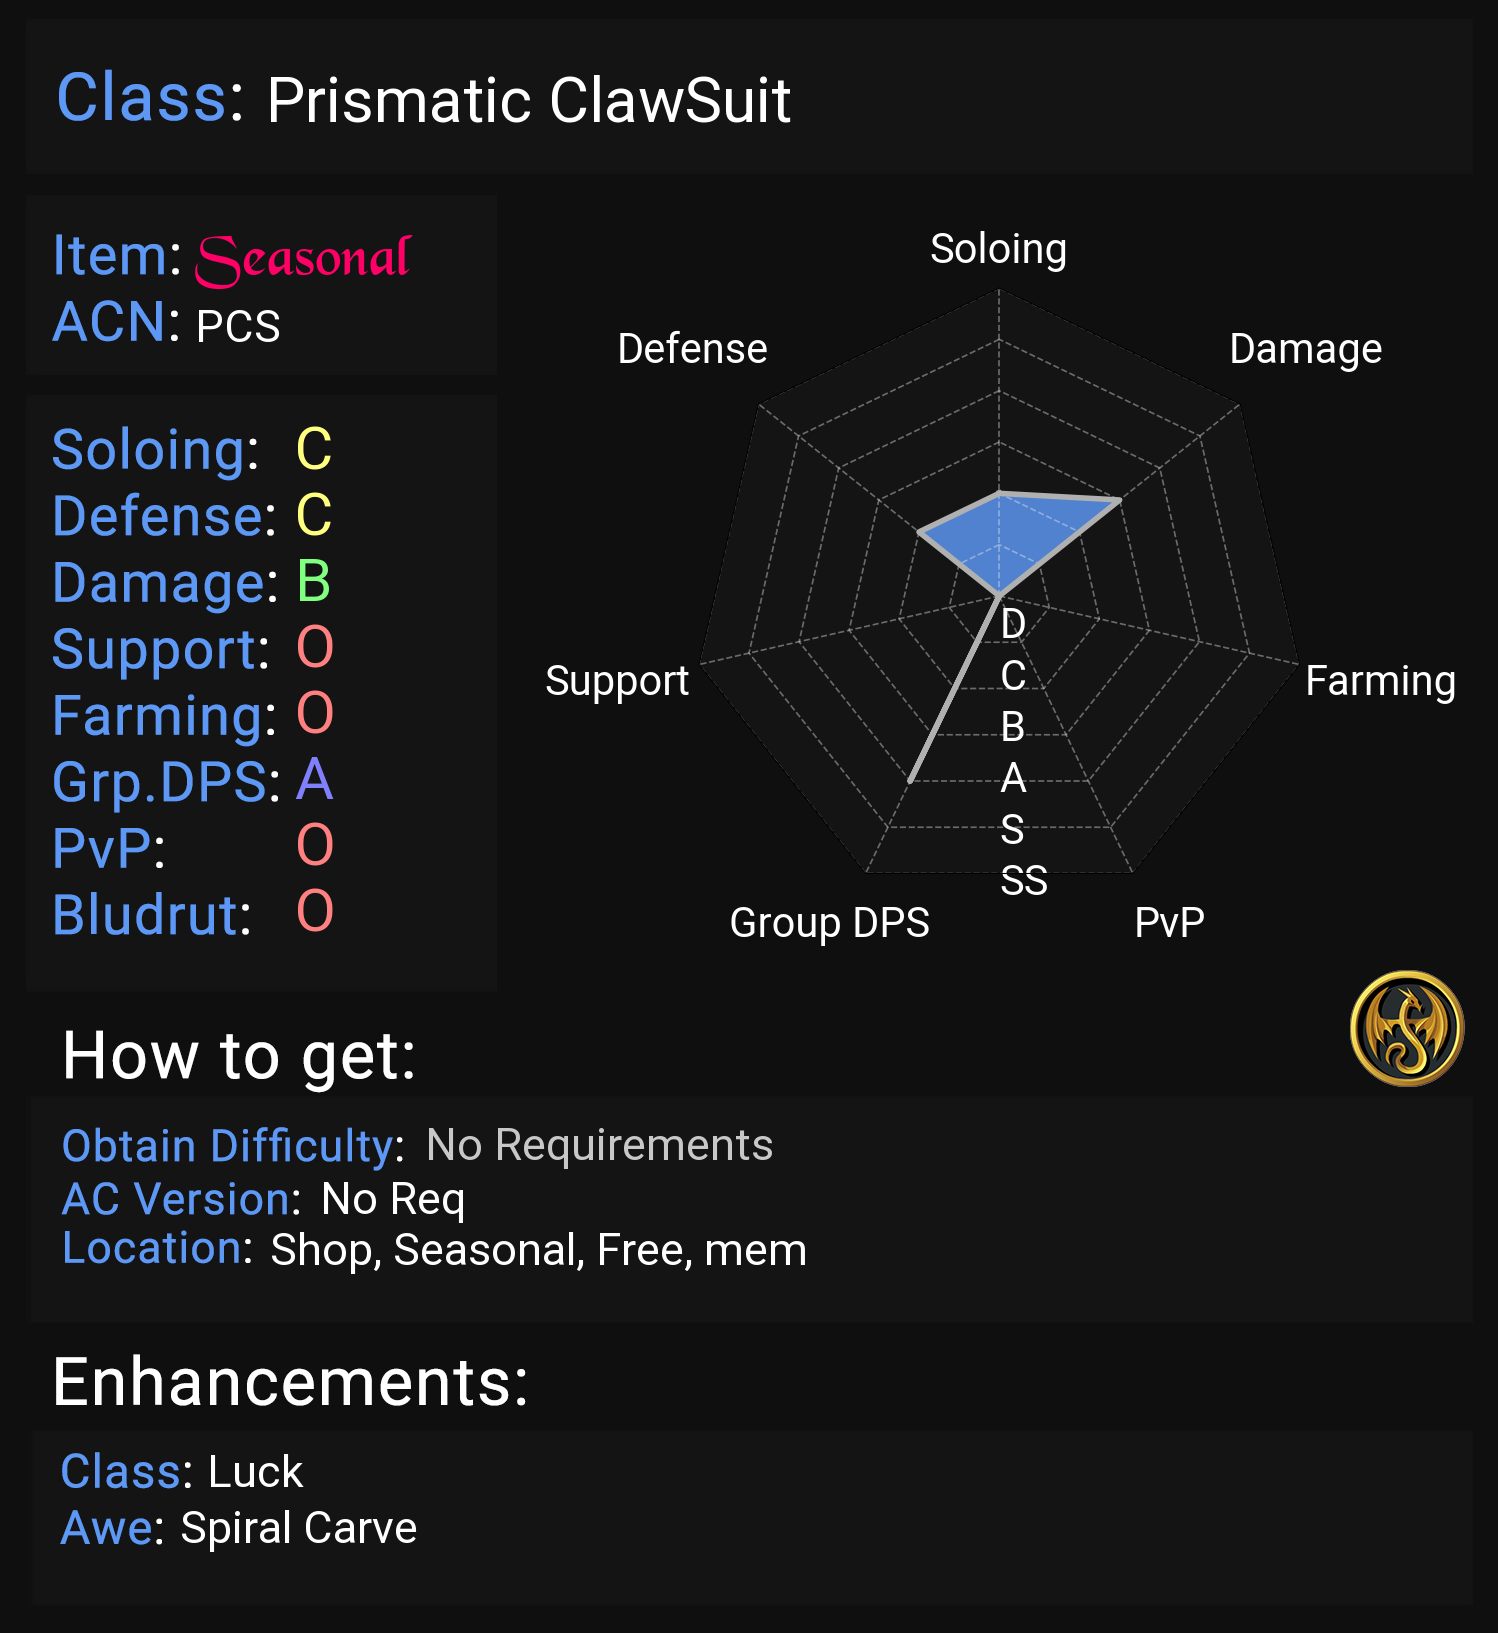 Class: Prismatic ClawSuit
Item: Seasonal
ACN: PCS
Soloing: C
Defense: C
Damage: B
Support: O
Farming: O
Grp.DPS: A
PvP: O
Bludrut: O
Soloing
Defense
Damage
Support
Farming
D
C
B
A
S
SS
Group DPS
PvP
How to get:
Obtain Difficulty: No Requirements
AC Version: No Req
Location: Shop, Seasonal, Free, mem
Enhancements:
Class: Luck
Awe: Spiral Carve